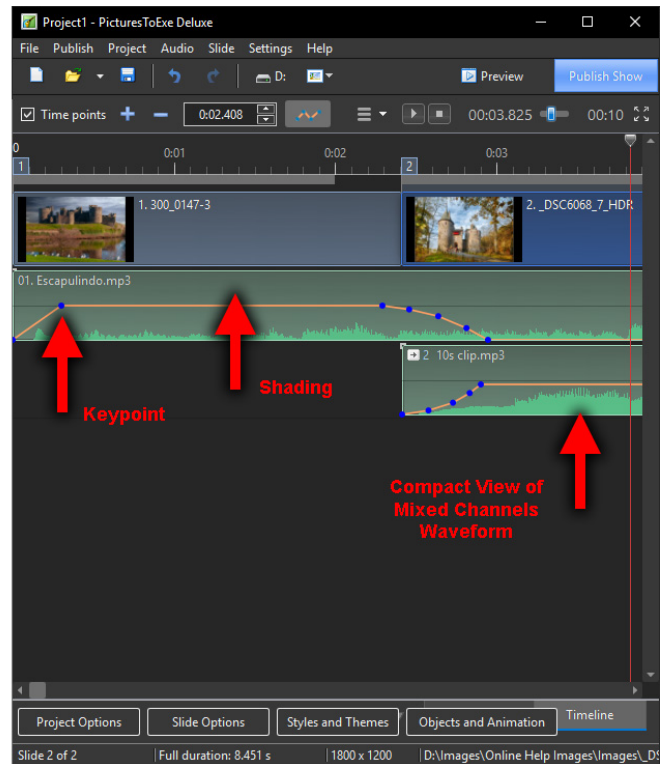 Project1 - PicturesToExe Deluxe
File Publish Project Audio Slide Settings Help
D: Preview Publish Show
Time points 0:02.408 00:03.825 00:10
0 0:01 0:02 0:03
1 2
1. 300_0147-3 2. _DSC6068_7_HDR
01. Escapulindo.mp3
2 10s clip.mp3
Shading
Keypoint
Compact View of
Mixed Channels
Waveform
Project Options Slide Options Styles and Themes Objects and Animation Timeline
Slide 2 of 2 Full duration: 8.451 s 1800 x 1200 D:\Images\Online Help Images\Images\_DS